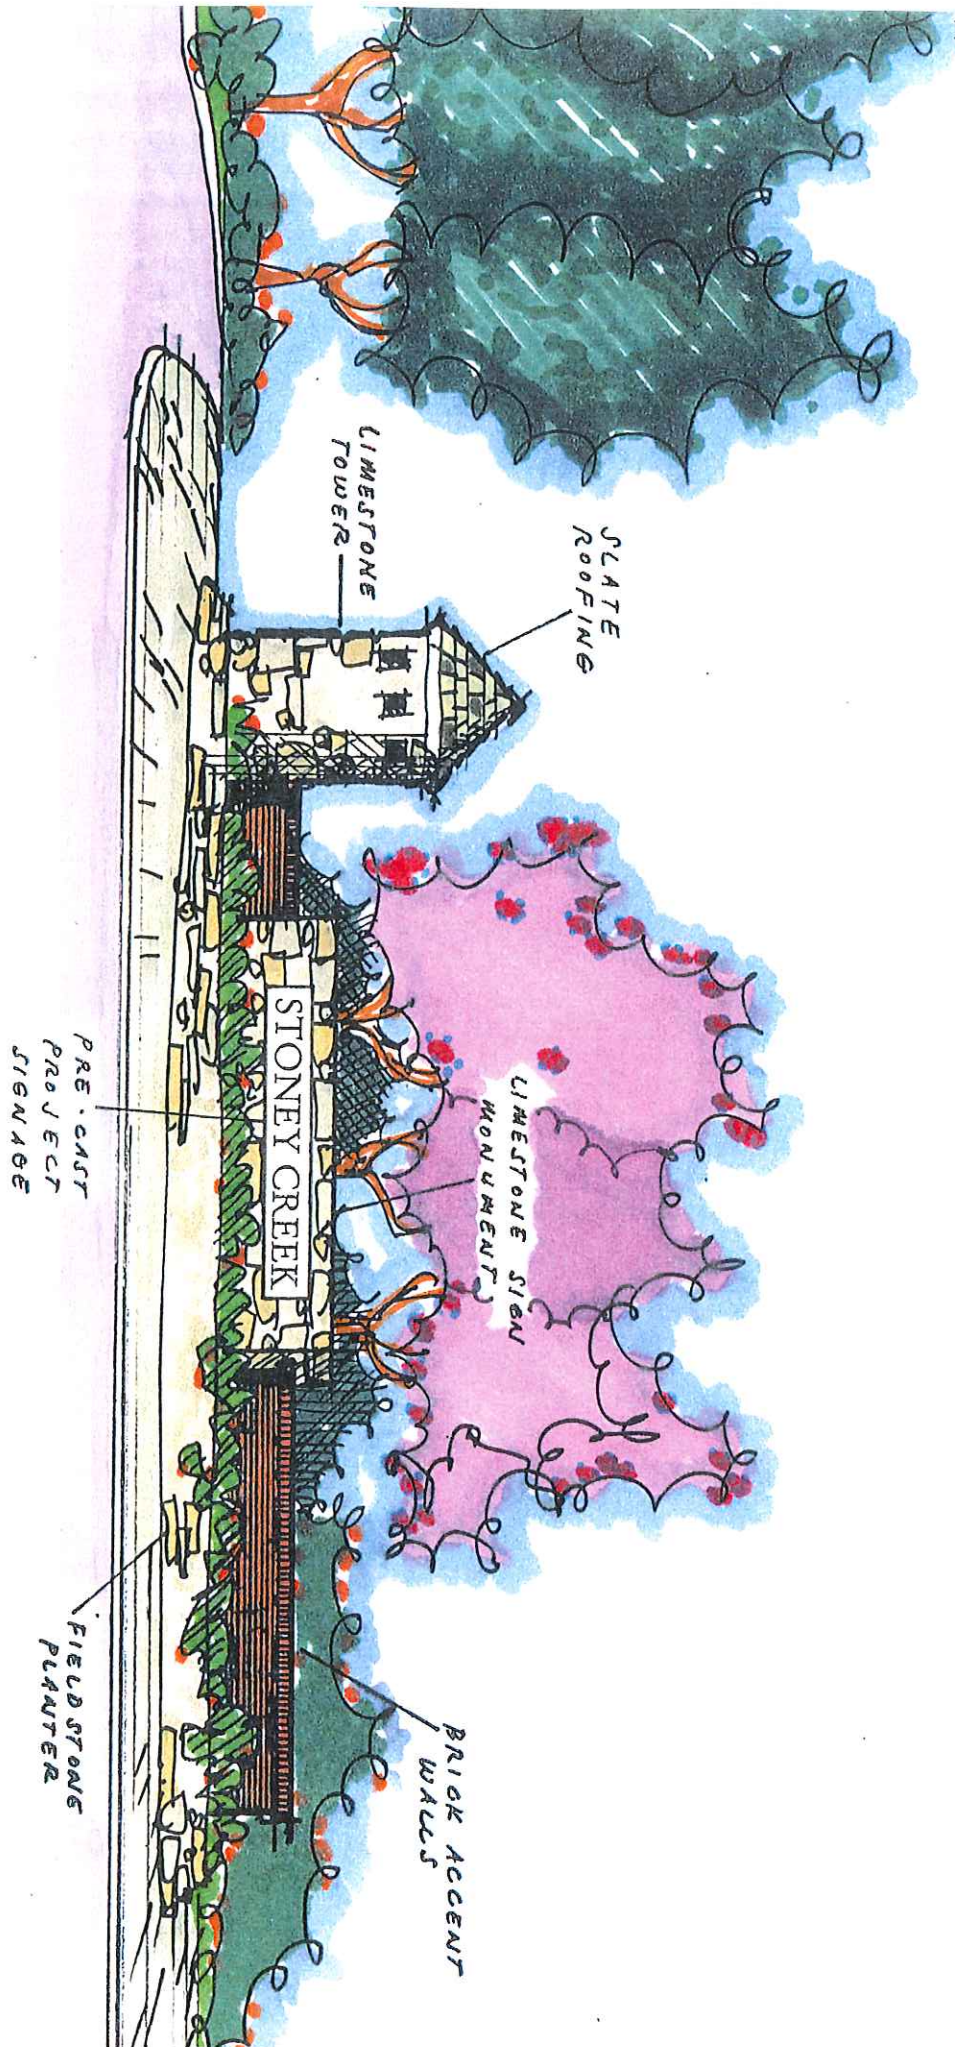 SLATE
ROOFING
LIMESTONE
TOWER
LIMESTONE SIGN
MONUMENT
BRICK ACCENT
WALLS
STONEY CREEK
PRE-CAST
PROJECT
SIGNAGE
FIELDSTONE
PLANTER